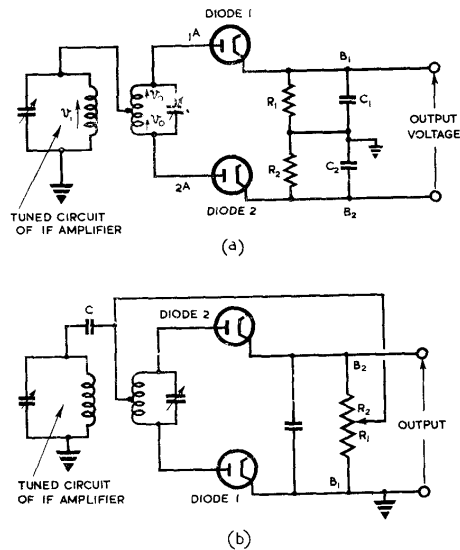 DIODE 1
1A
B₁
V₁
V₀
V₀
R₁
C₁
OUTPUT
VOLTAGE
R₂
C₂
2A
DIODE 2
B₂
TUNED CIRCUIT
OF IF AMPLIFIER
(a)
C
DIODE 2
B₂
R₂
R₁
OUTPUT
B₁
DIODE 1
TUNED CIRCUIT
OF IF AMPLIFIER
(b)